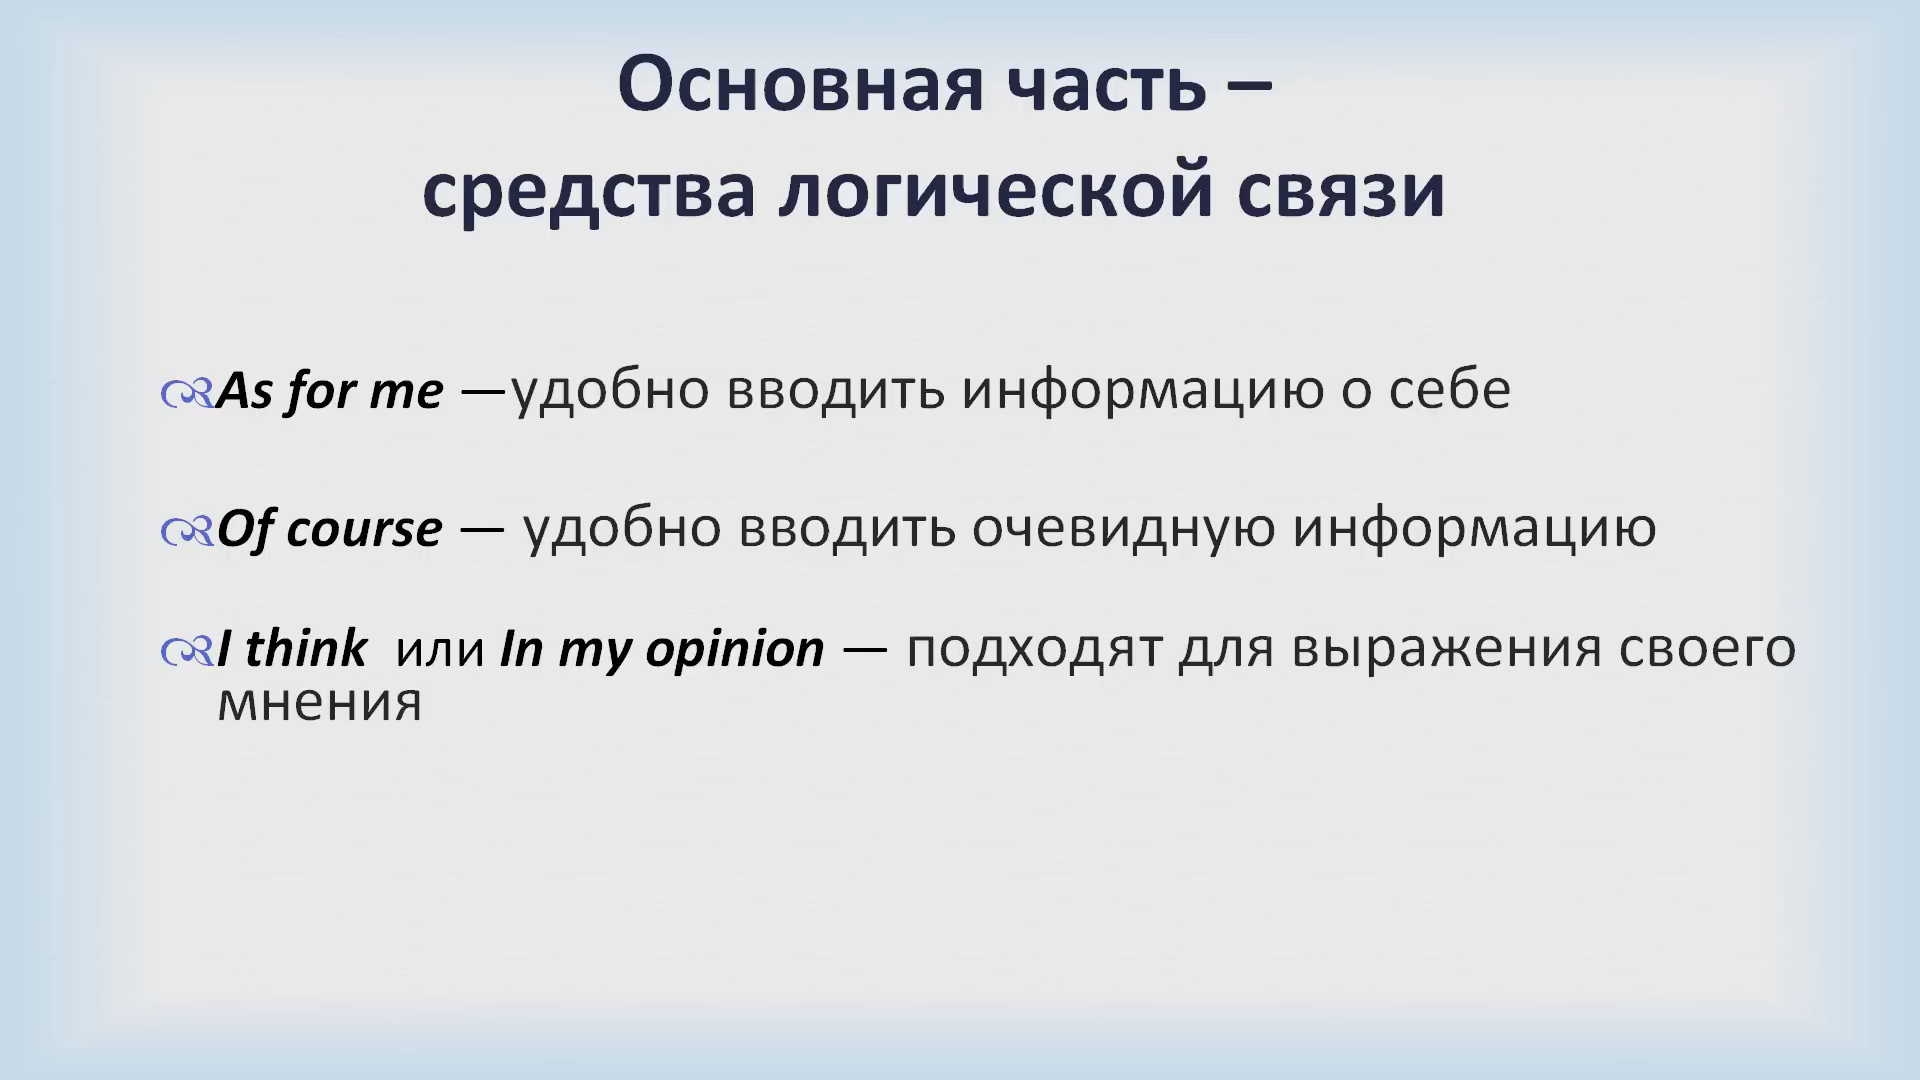 Основная часть –
средства логической связи
As for me —удобно вводить информацию о себе
Of course — удобно вводить очевидную информацию
I think или In my opinion — подходят для выражения своего
мнения